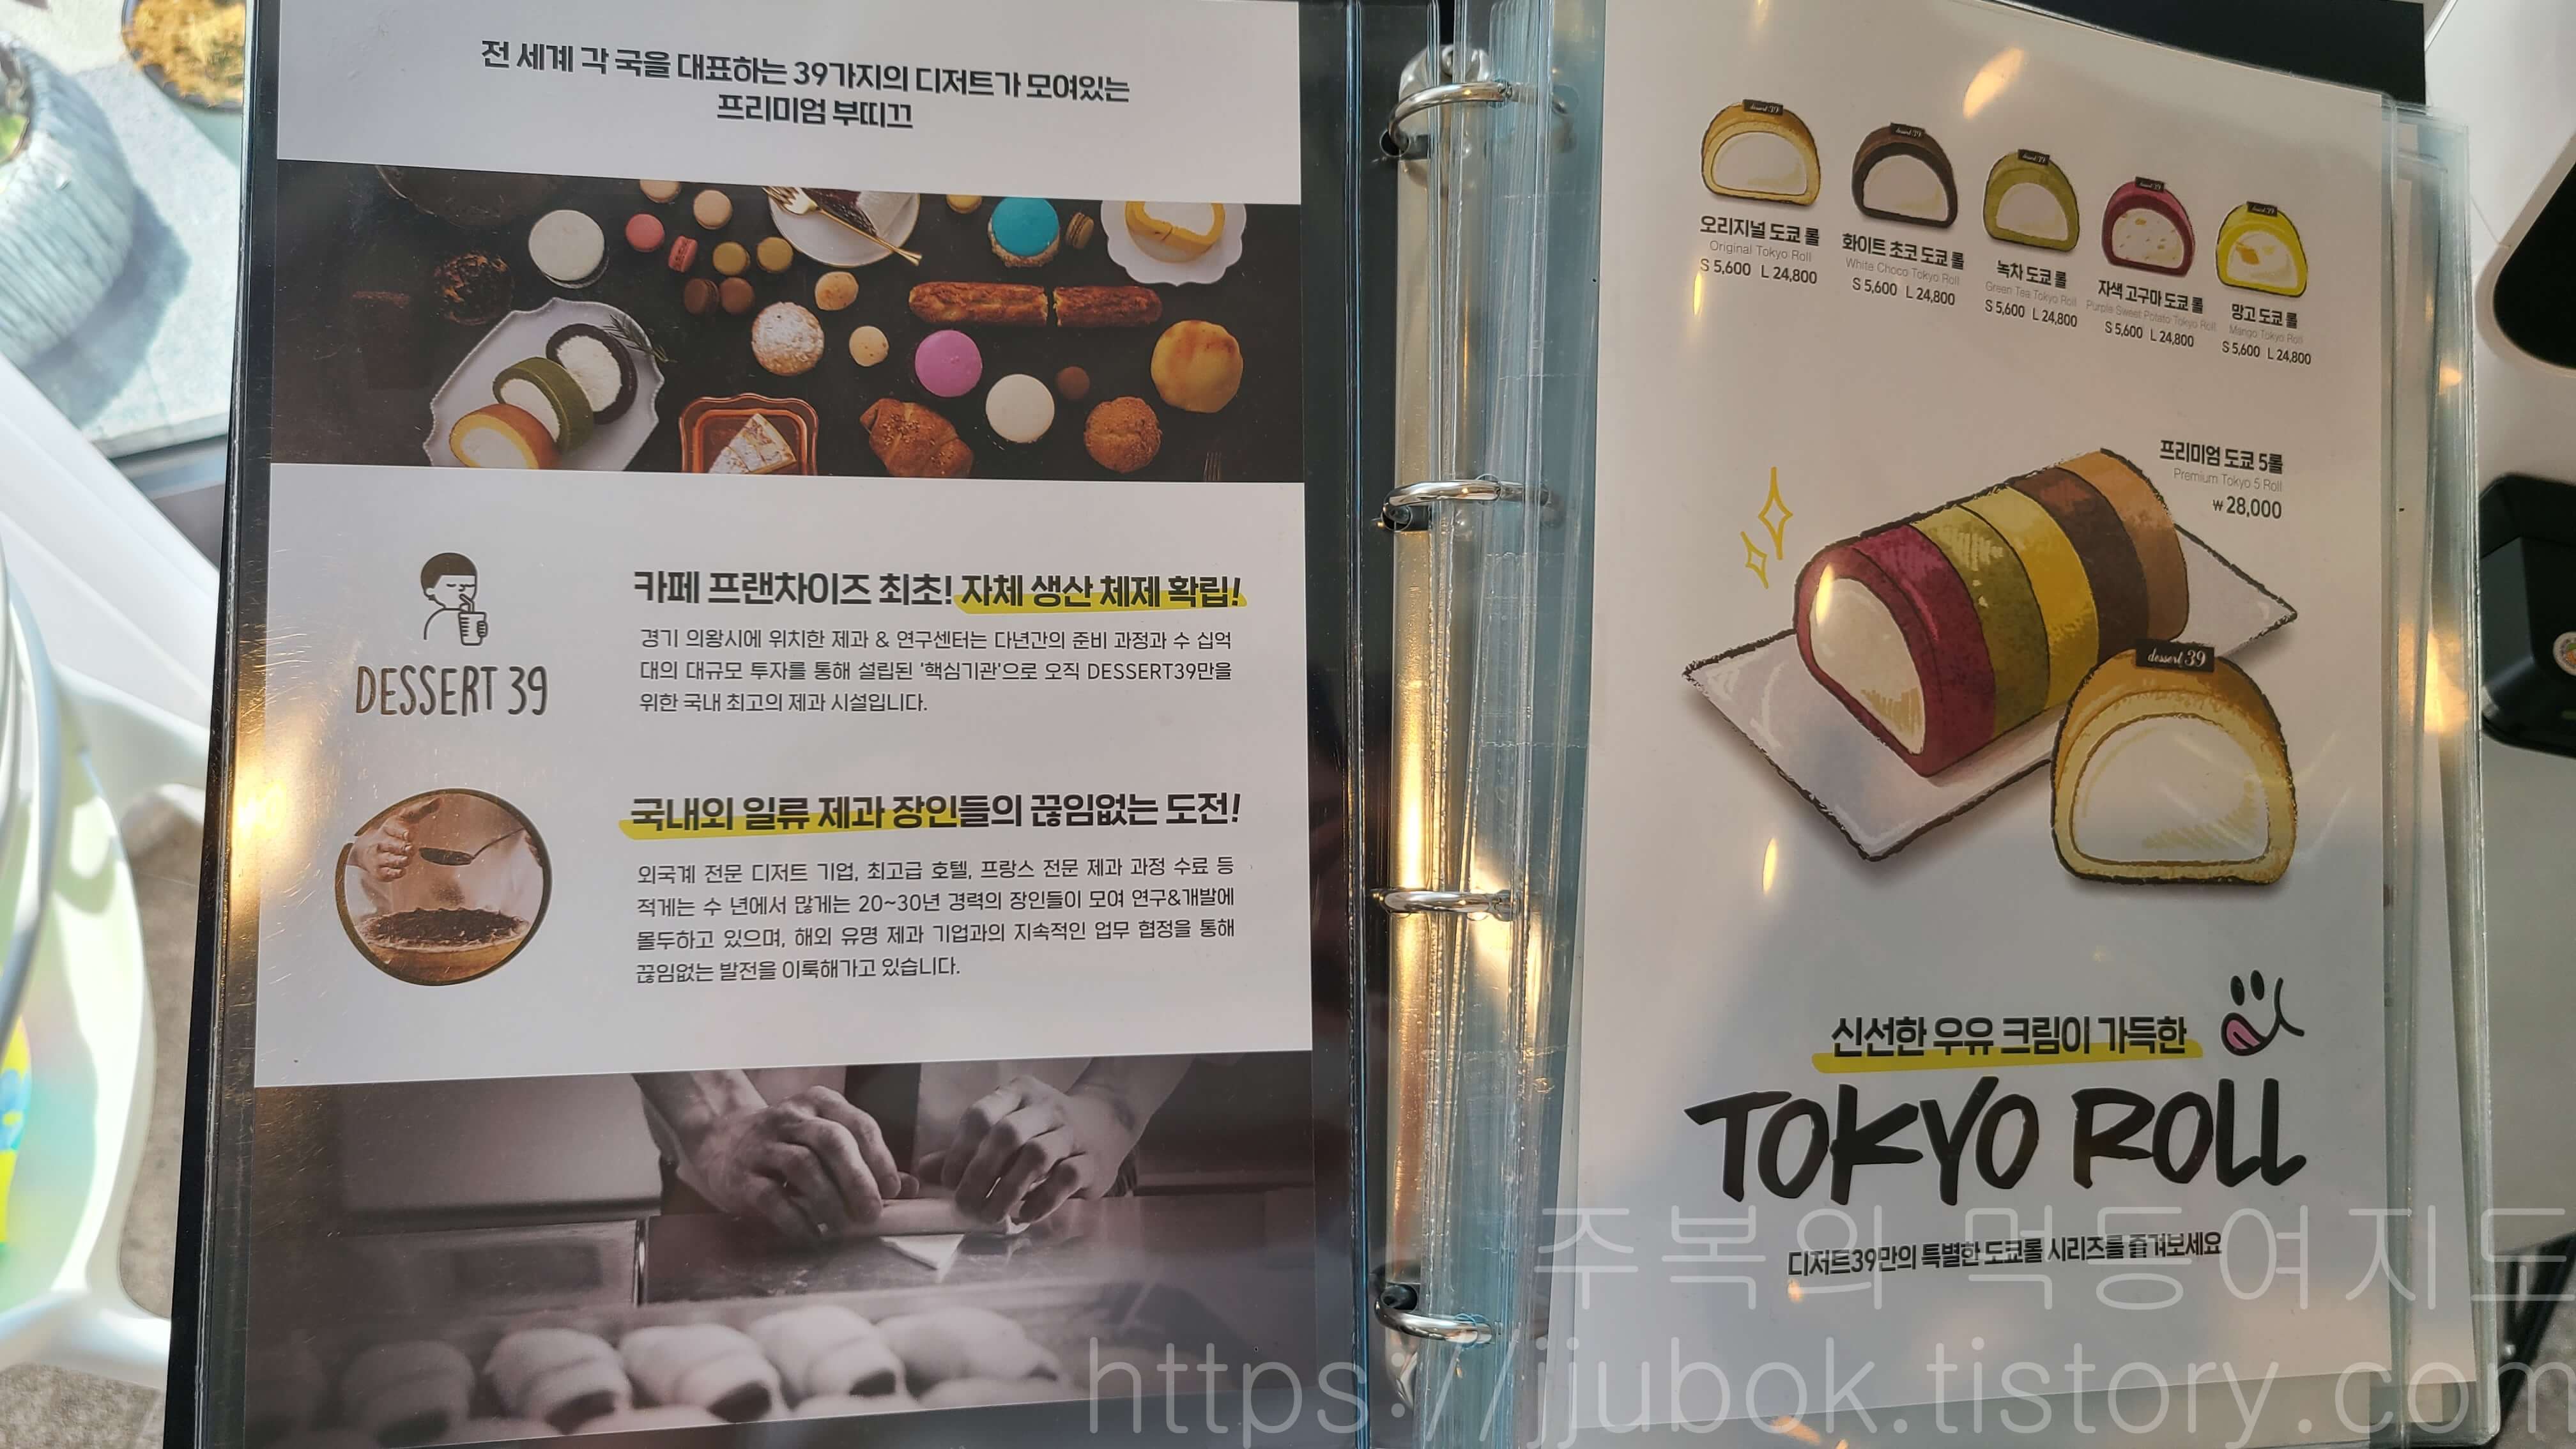 전 세계 각 국을 대표하는 39가지의 디저트가 모여있는
프리미엄 부띠끄
DESSERT 39
카페 프랜차이즈 최초! 자체 생산 체제 확립!
경기 의왕시에 위치한 제과 & 연구센터는 다년간의 준비 과정과 수 십억
대의 대규모 투자를 통해 설립된 '핵심기관'으로 오직 DESSERT39만을
위한 국내 최고의 제과 시설입니다.
국내외 일류 제과 장인들의 끊임없는 도전!
외국계 전문 디저트 기업, 최고급 호텔, 프랑스 전문 제과 과정 수료 등
적게는 수 년에서 많게는 20~30년 경력의 장인들이 모여 연구&개발에
몰두하고 있으며, 해외 유명 제과 기업과의 지속적인 업무 협정을 통해
끊임없는 발전을 이룩해가고 있습니다.
dessert 39
오리지널 도쿄 롤
Original Tokyo Roll
S 5,600 L 24,800
dessert 39
화이트 초코 도쿄 롤
White Choco Tokyo Roll
S 5,600 L 24,800
dessert 39
녹차 도쿄 롤
Green Tea Tokyo Roll
S 5,600 L 24,800
dessert 39
자색 고구마 도쿄 롤
Purple Sweet Potato Tokyo Roll
S 5,600 L 24,800
dessert 39
망고 도쿄 롤
Mango Tokyo Roll
S 5,600 L 24,800
프리미엄 도쿄 5롤
Premium Tokyo 5 Roll
₩28,000
dessert 39
신선한 우유 크림이 가득한
TOKYO ROLL
디저트39만의 특별한 도쿄롤 시리즈를 즐겨보세요
주복의 먹등여지도
https://jjubok.tistory.com